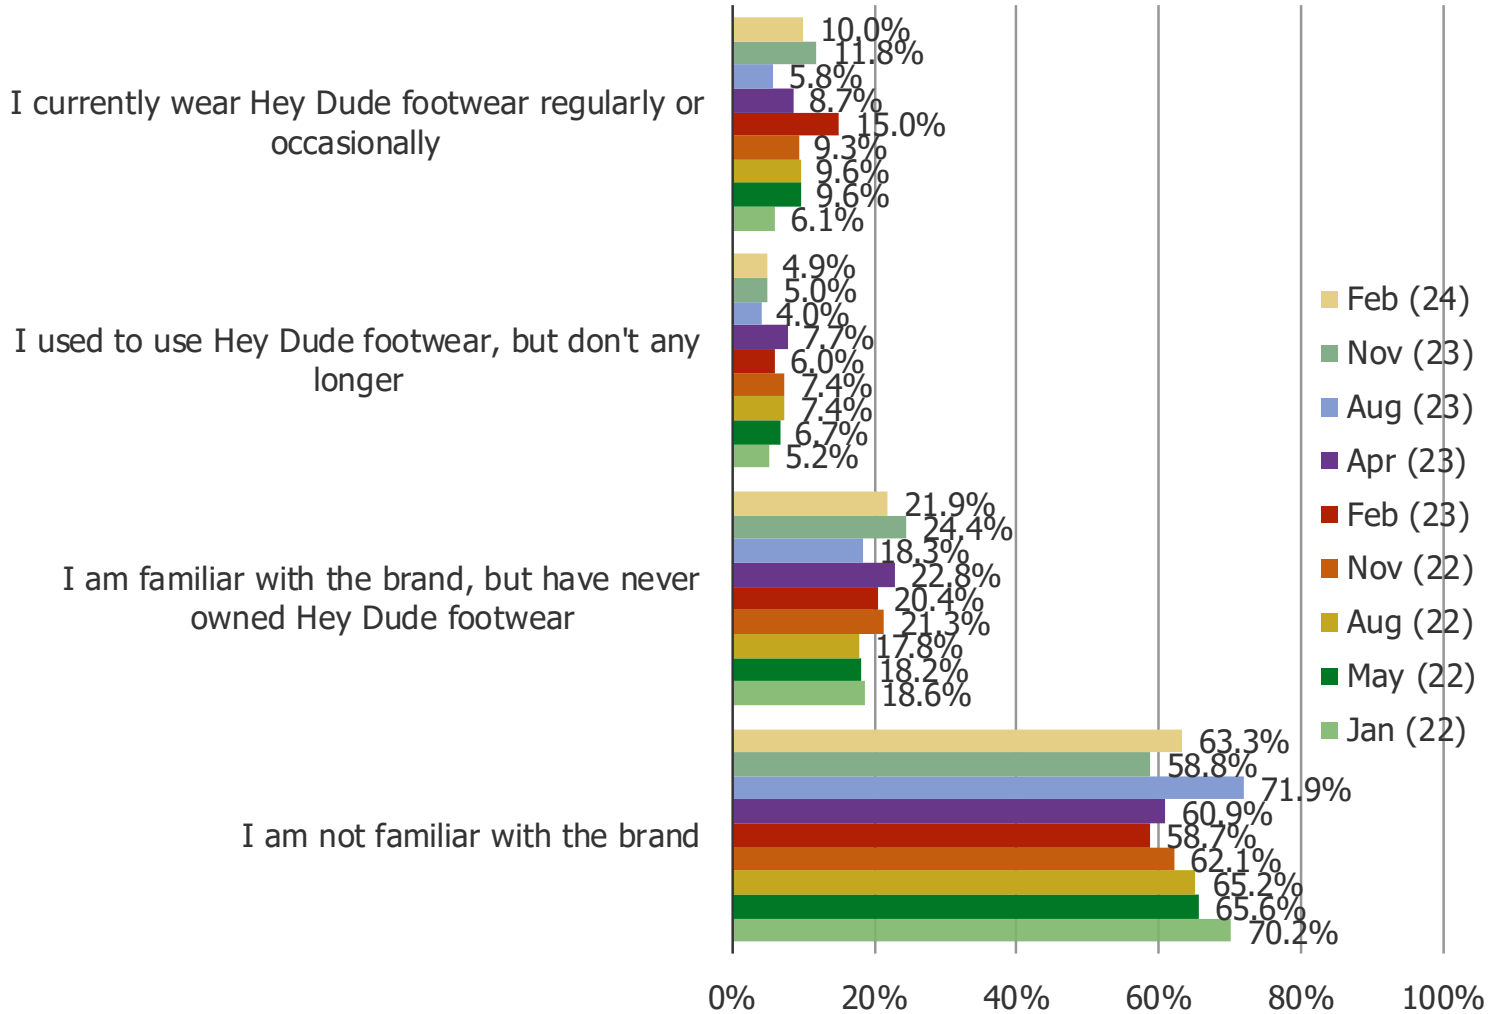 10.0%
11.8%
5.8%
8.7%
15.0%
9.3%
9.6%
9.6%
6.1%
I currently wear Hey Dude footwear regularly or
occasionally
4.9%
5.0%
4.0%
7.7%
6.0%
7.4%
7.4%
6.7%
5.2%
I used to use Hey Dude footwear, but don't any
longer
21.9%
24.4%
18.3%
22.8%
20.4%
21.3%
17.8%
18.2%
18.6%
I am familiar with the brand, but have never
owned Hey Dude footwear
63.3%
58.8%
71.9%
60.9%
58.7%
62.1%
65.2%
65.6%
70.2%
I am not familiar with the brand
Feb (24)
Nov (23)
Aug (23)
Apr (23)
Feb (23)
Nov (22)
Aug (22)
May (22)
Jan (22)
0% 20% 40% 60% 80% 100%